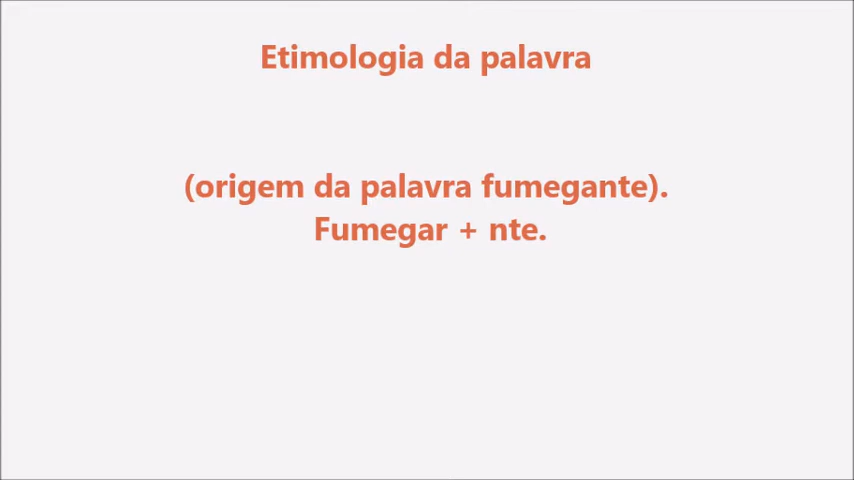 Etimologia da palavra
(origem da palavra fumegante).
Fumegar + nte.